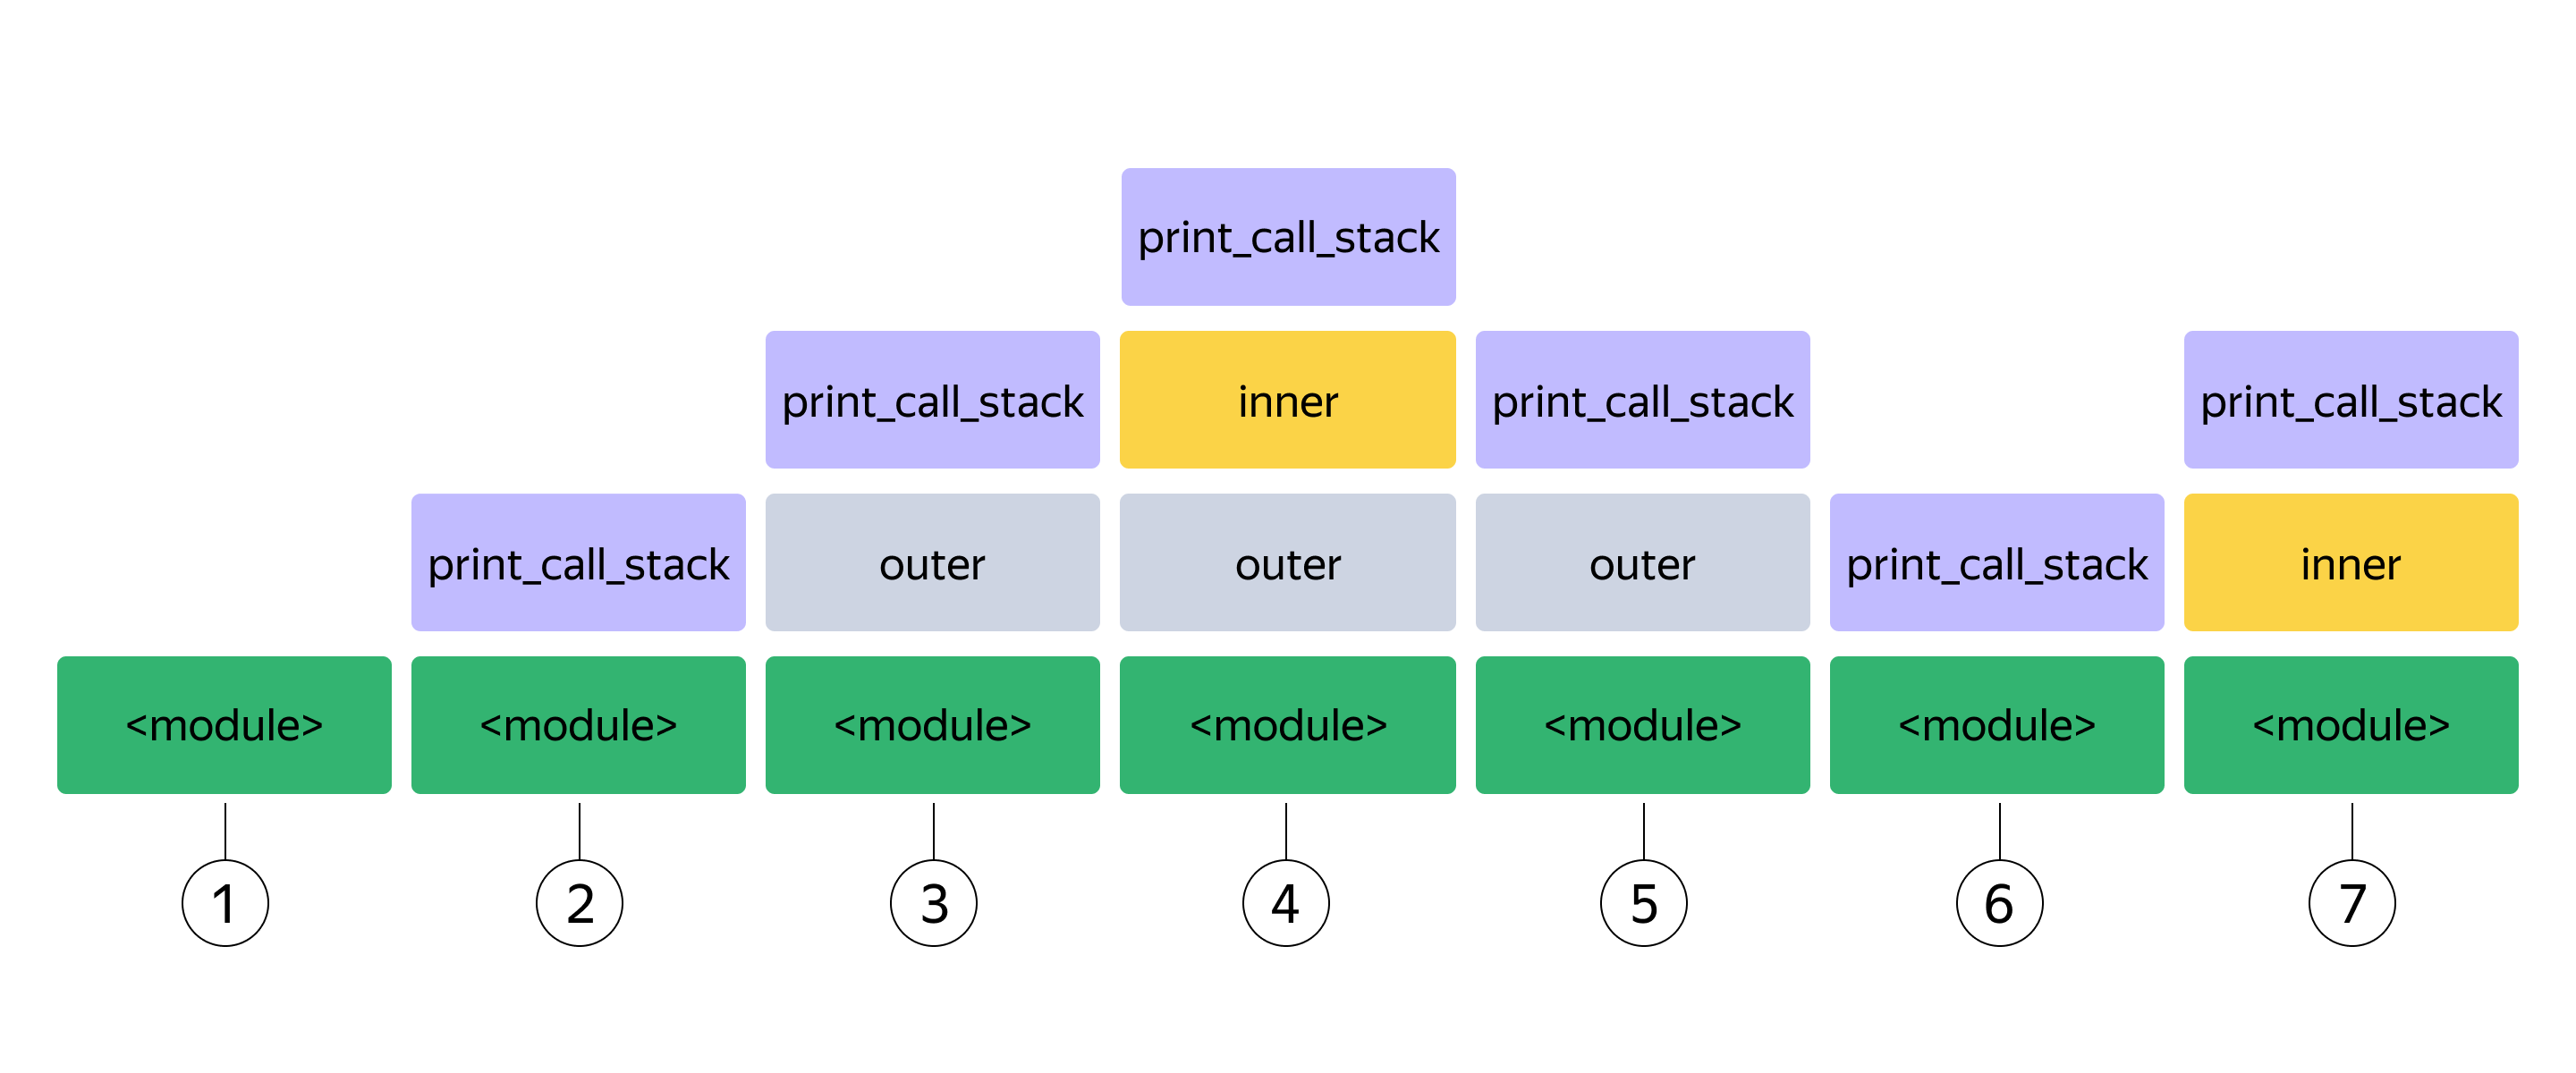 print_call_stack
print_call_stack inner print_call_stack print_call_stack
print_call_stack outer outer outer print_call_stack inner
<module> <module> <module> <module> <module> <module> <module>
1 2 3 4 5 6 7